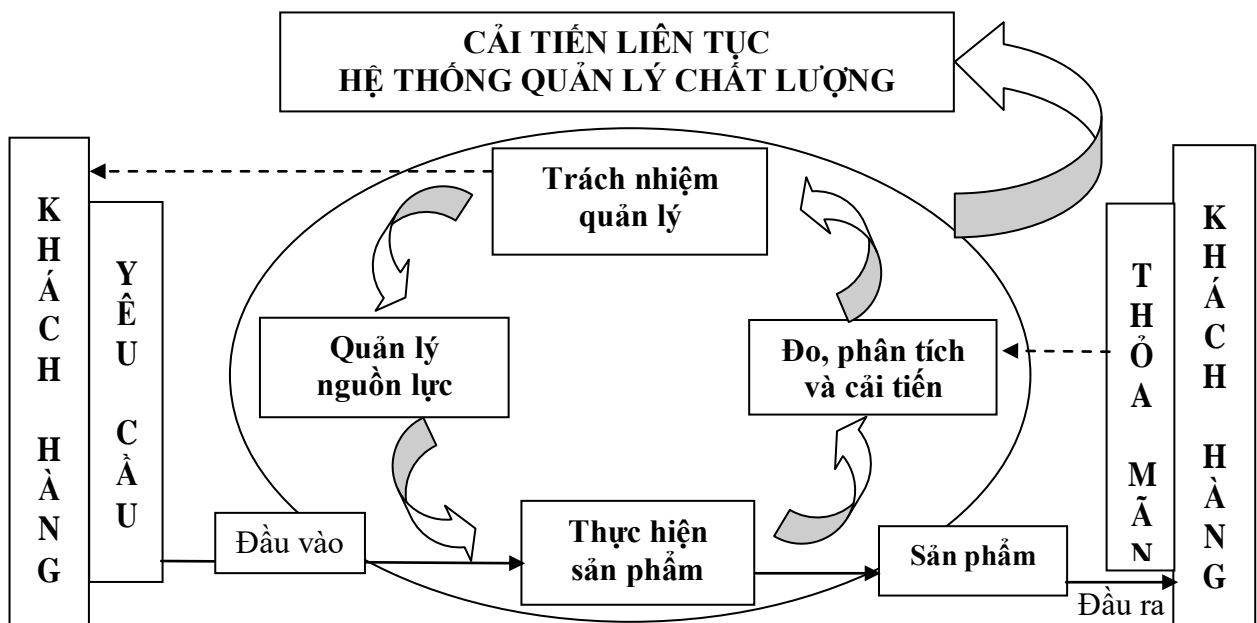 CẢI TIẾN LIÊN TỤC
HỆ THỐNG QUẢN LÝ CHẤT LƯỢNG
KHÁCH HÀNG
YÊU CẦU
Trách nhiệm
quản lý
Quản lý
nguồn lực
Đo, phân tích
và cải tiến
THỎA MÃN
KHÁCH HÀNG
Đầu vào
Thực hiện
sản phẩm
Sản phẩm
Đầu ra